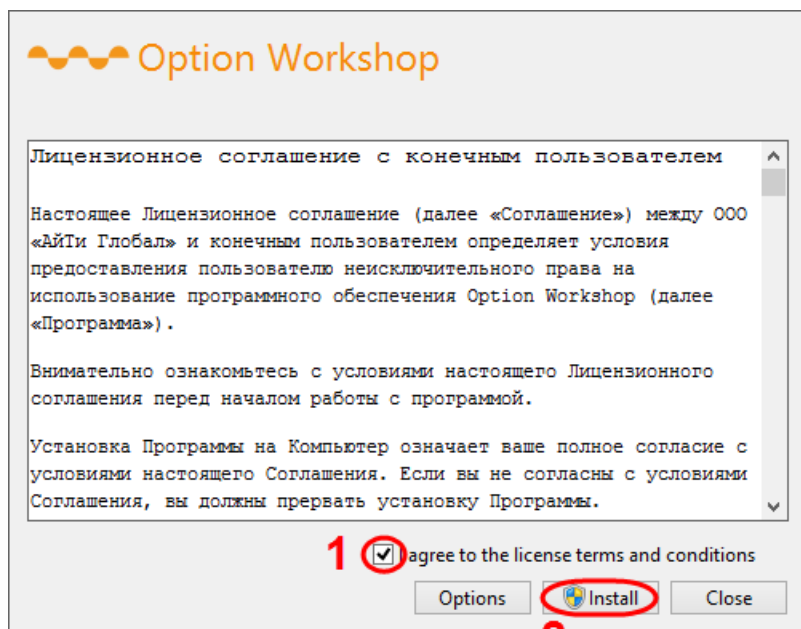 Option Workshop
Лицензионное соглашение с конечным пользователем
Настоящее Лицензионное соглашение (далее «Соглашение») между ООО
«АйТи Глобал» и конечным пользователем определяет условия
предоставления пользователю неисключительного права на
использование программного обеспечения Option Workshop (далее
«Программа»).
Внимательно ознакомьтесь с условиями настоящего Лицензионного
соглашения перед началом работы с программой.
Установка Программы на Компьютер означает ваше полное согласие с
условиями настоящего Соглашения. Если вы не согласны с условиями
Соглашения, вы должны прервать установку Программы.
1 agree to the license terms and conditions
Options Install Close